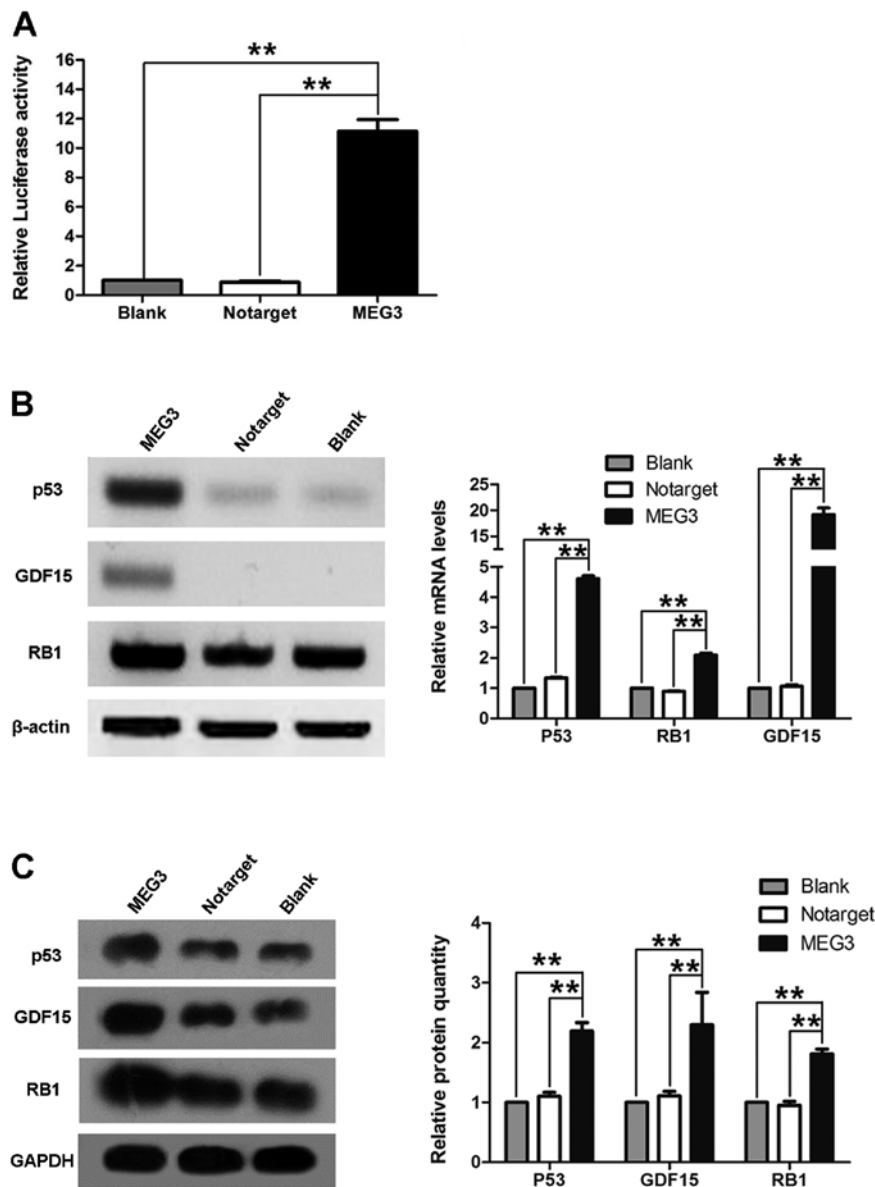 A
Relative Luciferase activity
16
14
12
10
8
6
4
2
0
**
**
Blank Notarget MEG3
B
MEG3 Notarget Blank
p53
GDF15
RB1
β-actin
Relative mRNA levels
25
20
15
10
5
4
3
2
1
0
Blank
Notarget
MEG3
**
**
**
**
**
**
P53 RB1 GDF15
C
MEG3 Notarget Blank
p53
GDF15
RB1
GAPDH
Relative protein quantity
4
3
2
1
0
Blank
Notarget
MEG3
**
**
**
**
**
**
P53 GDF15 RB1